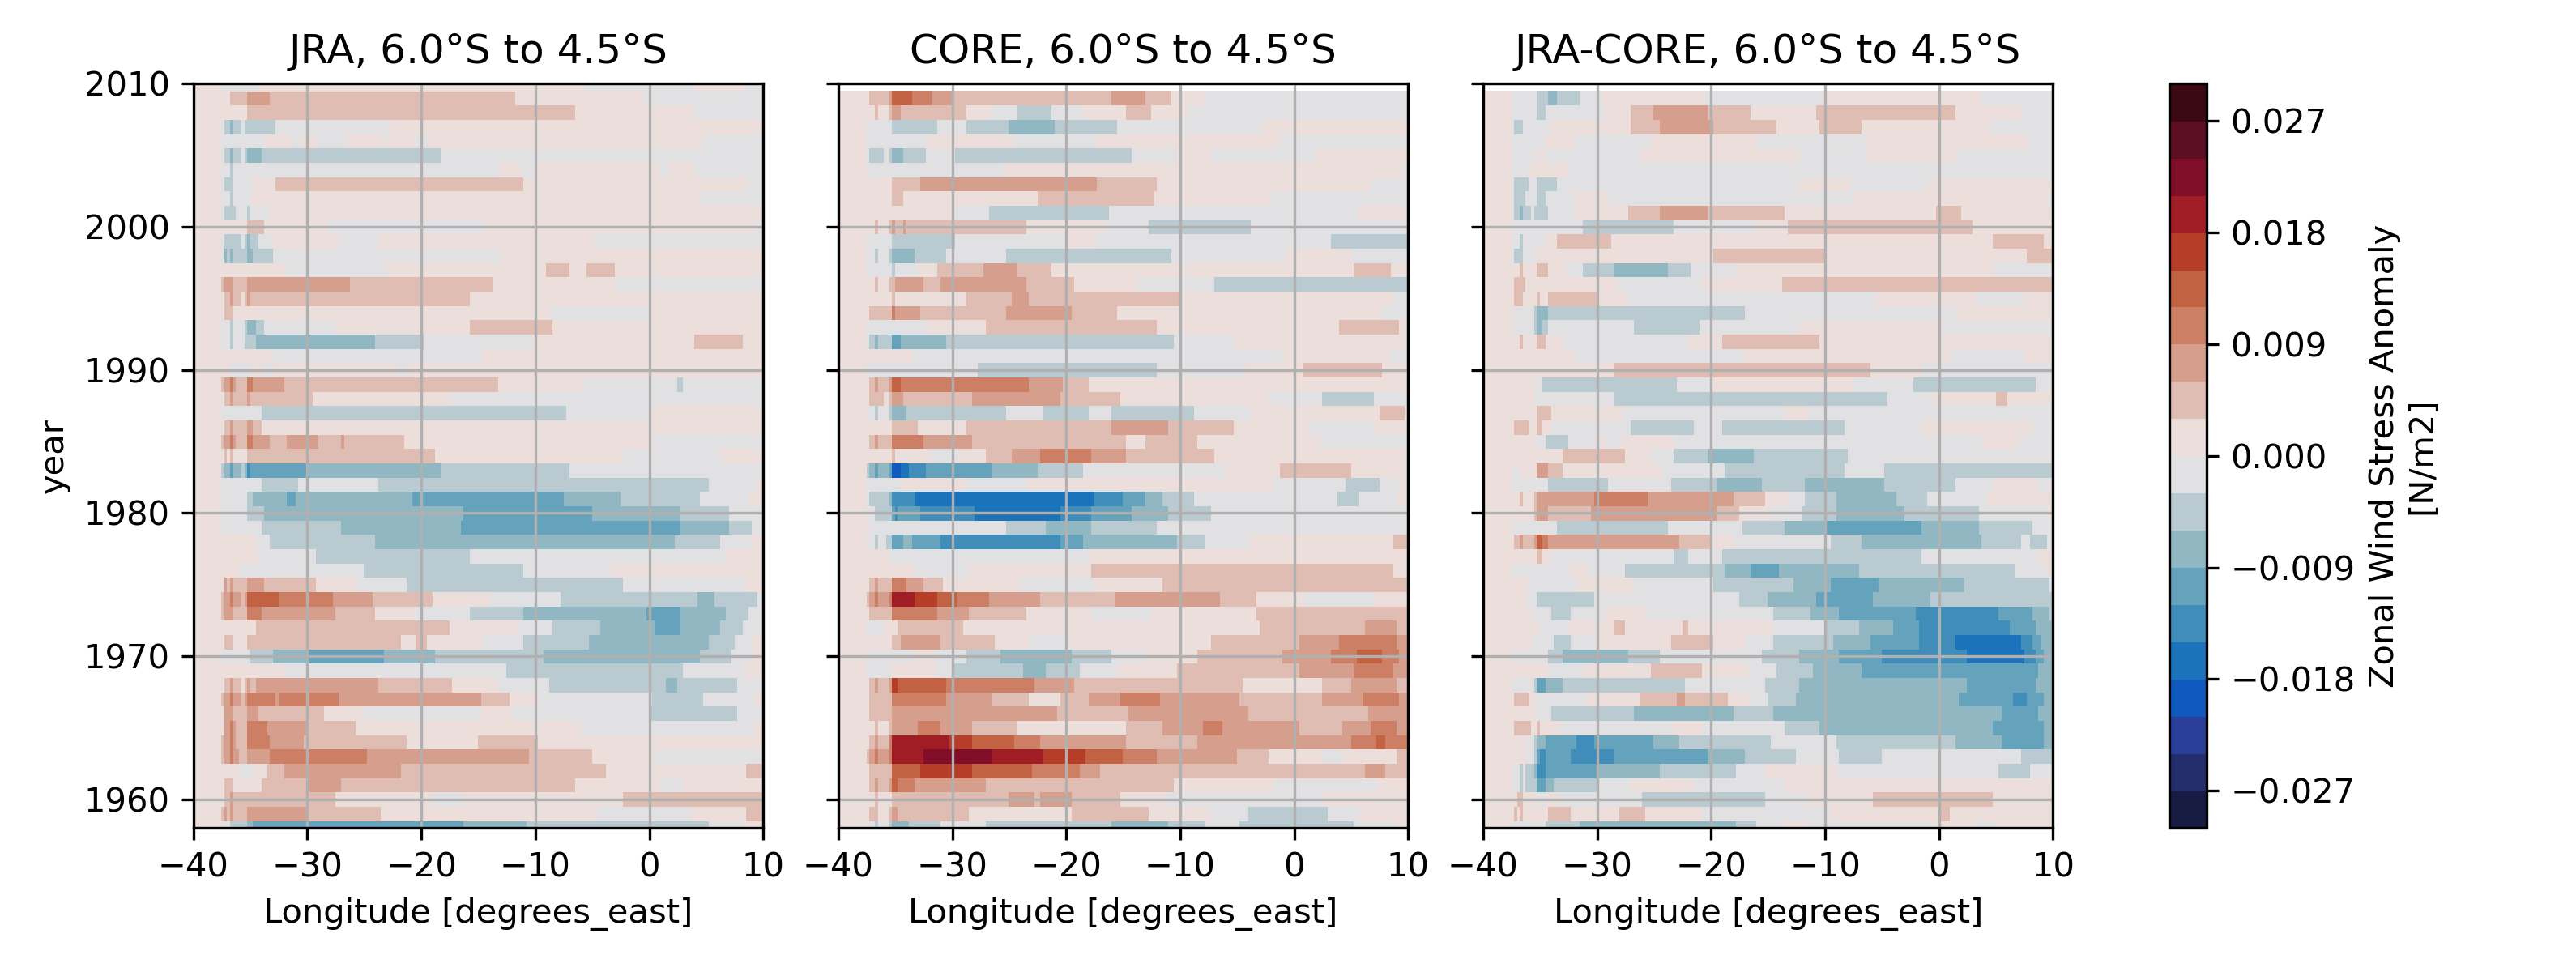 JRA, 6.0°S to 4.5°S
CORE, 6.0°S to 4.5°S
JRA-CORE, 6.0°S to 4.5°S
year
2010
2000
1990
1980
1970
1960
−40 −30 −20 −10 0 10
−40 −30 −20 −10 0 10
−40 −30 −20 −10 0 10
Longitude [degrees_east]
Longitude [degrees_east]
Longitude [degrees_east]
0.027
0.018
0.009
0.000
−0.009
−0.018
−0.027
Zonal Wind Stress Anomaly
[N/m2]